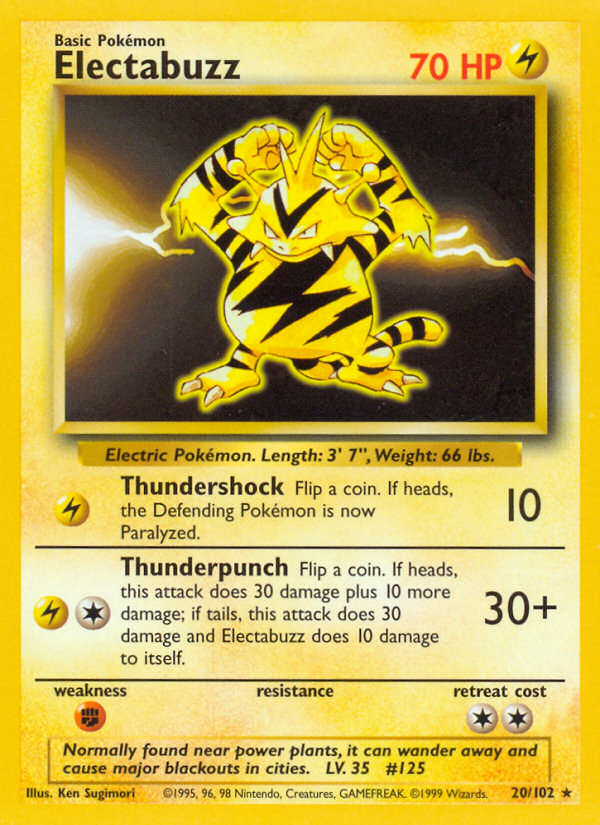 Basic Pokémon
Electabuzz 70 HP
Electric Pokémon. Length: 3' 7", Weight: 66 lbs.
Thundershock Flip a coin. If heads,
the Defending Pokémon is now
Paralyzed.
10
Thunderpunch Flip a coin. If heads,
this attack does 30 damage plus 10 more
damage; if tails, this attack does 30
damage and Electabuzz does 10 damage
to itself.
30+
weakness resistance retreat cost
Normally found near power plants, it can wander away and
cause major blackouts in cities. LV. 35 #125
Illus. Ken Sugimori ©1995, 96, 98 Nintendo, Creatures, GAMEFREAK. ©1999 Wizards. 20/102 ★